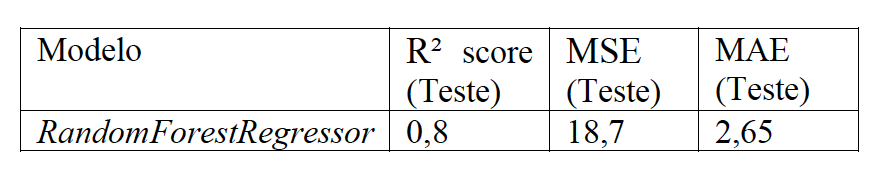 Modelo
R² score
(Teste)
MSE
(Teste)
MAE
(Teste)
RandomForestRegressor
0,8
18,7
2,65